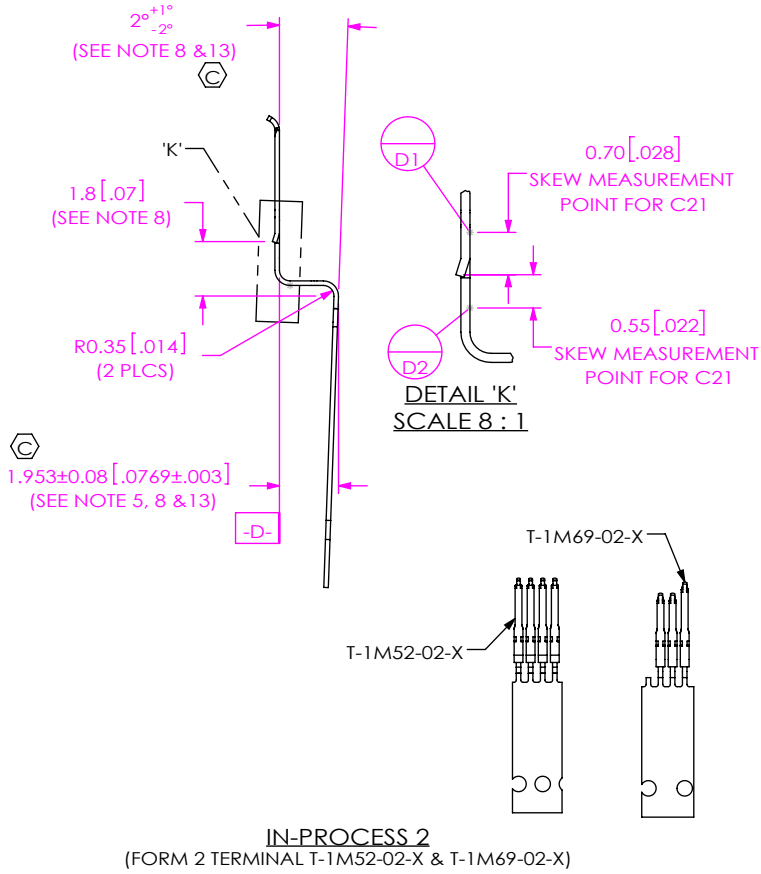 2°+1°
-2°
(SEE NOTE 8 &13)
C
'K'
1.8[.07]
(SEE NOTE 8)
R0.35[.014]
(2 PLCS)
C
1.953±0.08[.0769±.003]
(SEE NOTE 5, 8 &13)
-D-
D1
0.70[.028]
SKEW MEASUREMENT
POINT FOR C21
D2
0.55[.022]
SKEW MEASUREMENT
POINT FOR C21
DETAIL 'K'
SCALE 8 : 1
T-1M69-02-X
T-1M52-02-X
IN-PROCESS 2
(FORM 2 TERMINAL T-1M52-02-X & T-1M69-02-X)